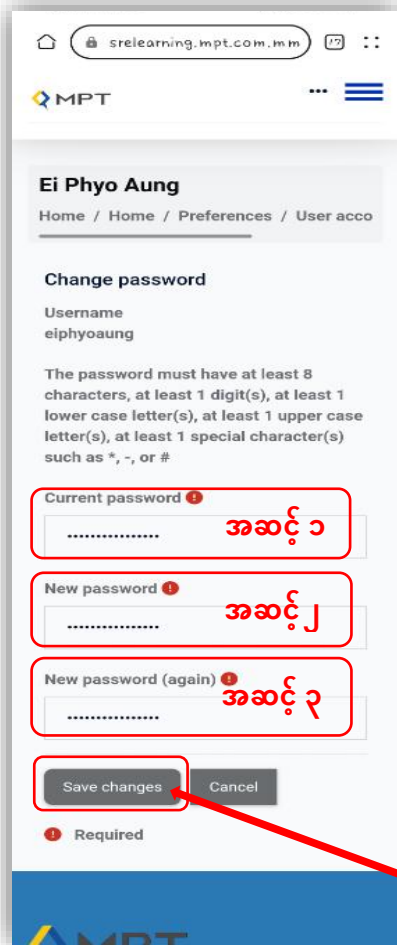 srelearning.mpt.com.mm 17
MPT
Ei Phyo Aung
Home / Home / Preferences / User acco
Change password
Username
eiphyoaung
The password must have at least 8
characters, at least 1 digit(s), at least 1
lower case letter(s), at least 1 upper case
letter(s), at least 1 special character(s)
such as *, -, or #
Current password
................ အဆင့် ၁
New password
................ အဆင့် ၂
New password (again)
................ အဆင့် ၃
Save changes Cancel
Required
MPT